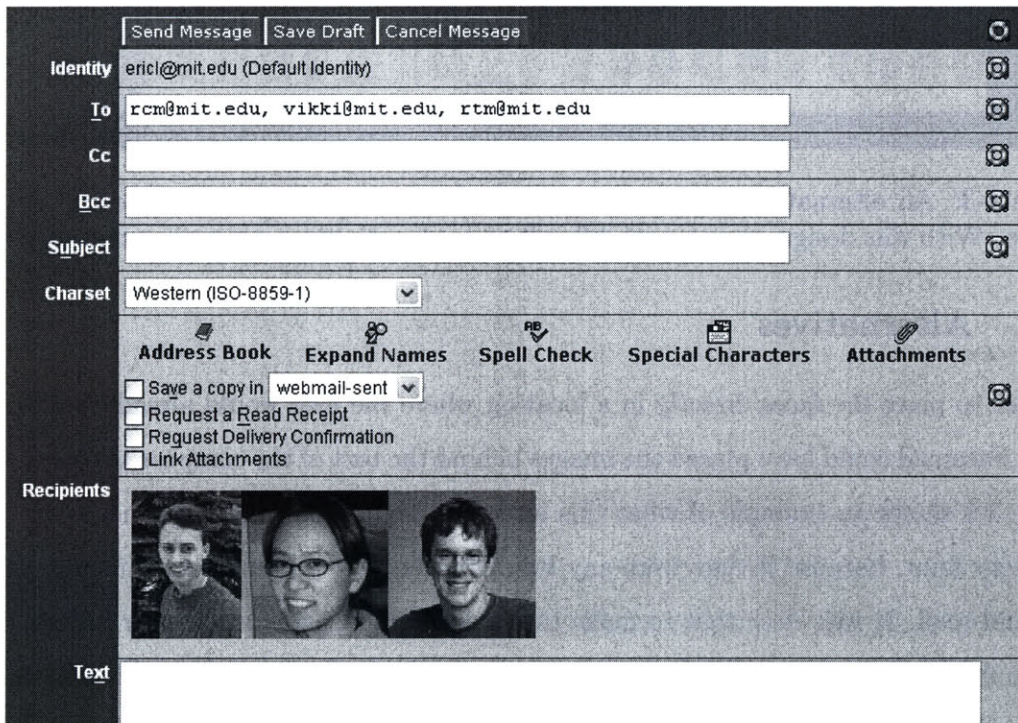 Send Message Save Draft Cancel Message
Identity ericl@mit.edu (Default Identity)
To rcm@mit.edu, vikki@mit.edu, rtm@mit.edu
Cc
Bcc
Subject
Charset Western (ISO-8859-1)
Address Book Expand Names Spell Check Special Characters Attachments
Save a copy in webmail-sent
Request a Read Receipt
Request Delivery Confirmation
Link Attachments
Recipients
Text